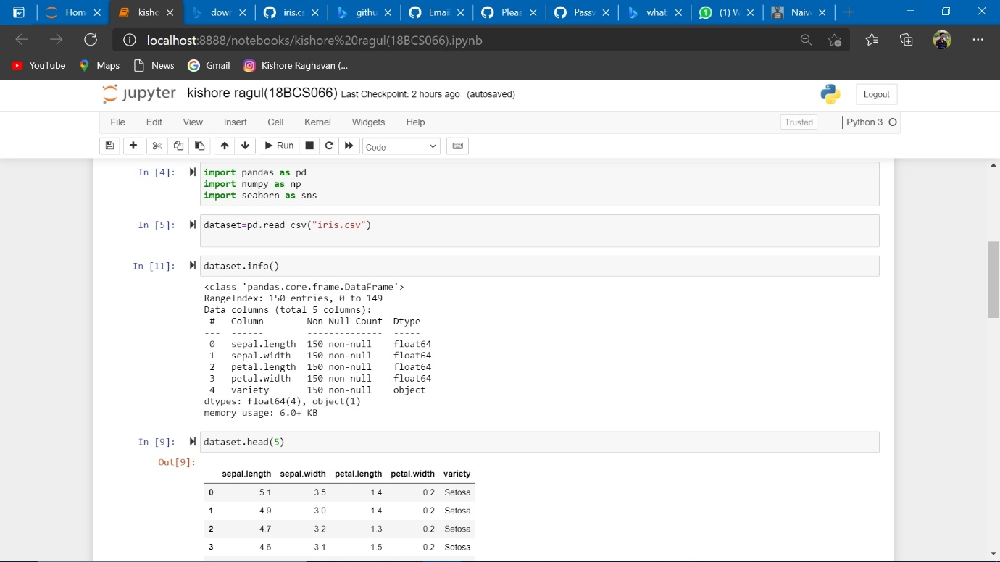 Hom
kisho
dow
iris.cs
githu
Emai
Pleas
Passv
what
(1) W
Naiv
localhost:8888/notebooks/kishore%20ragul(18BCS066).ipynb
YouTube Maps News Gmail Kishore Raghavan (...
jupyter kishore ragul(18BCS066) Last Checkpoint: 2 hours ago (autosaved) Logout
File Edit View Insert Cell Kernel Widgets Help Trusted Python 3
Run Code
In [4]: import pandas as pd
import numpy as np
import seaborn as sns
In [5]: dataset=pd.read_csv("iris.csv")
In [11]: dataset.info()
<class 'pandas.core.frame.DataFrame'>
RangeIndex: 150 entries, 0 to 149
Data columns (total 5 columns):
# Column Non-Null Count Dtype
--- ------ -------------- -----
0 sepal.length 150 non-null float64
1 sepal.width 150 non-null float64
2 petal.length 150 non-null float64
3 petal.width 150 non-null float64
4 variety 150 non-null object
dtypes: float64(4), object(1)
memory usage: 6.0+ KB
In [9]: dataset.head(5)
Out[9]:
sepal.length sepal.width petal.length petal.width variety
0 5.1 3.5 1.4 0.2 Setosa
1 4.9 3.0 1.4 0.2 Setosa
2 4.7 3.2 1.3 0.2 Setosa
3 4.6 3.1 1.5 0.2 Setosa